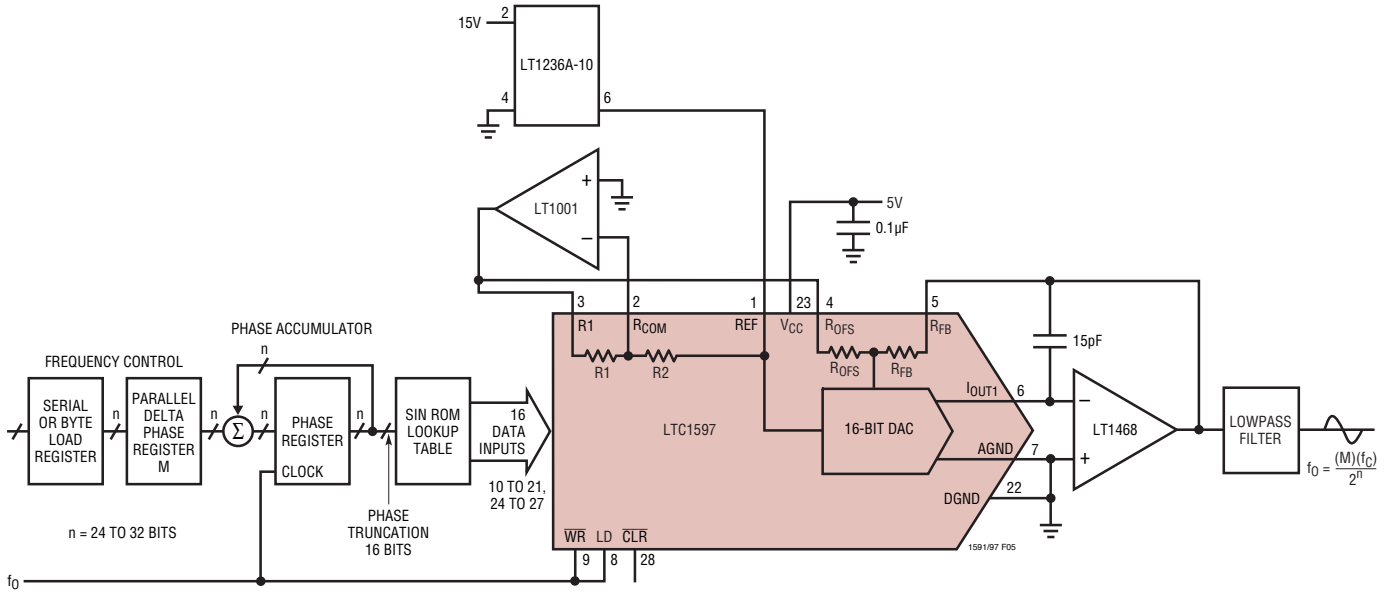 2
15V
LT1236A-10
4
6
+
LT1001
–
5V
0.1µF
3
2
1
23
4
5
R1
RCOM
REF
VCC
ROFS
RFB
15pF
R1
R2
ROFS
RFB
PHASE ACCUMULATOR
n
FREQUENCY CONTROL
SERIAL
OR BYTE
LOAD
REGISTER
n
PARALLEL
DELTA
PHASE
REGISTER
M
n
Σ
n
PHASE
REGISTER
CLOCK
n
SIN ROM
LOOKUP
TABLE
16
DATA
INPUTS
10 TO 21,
24 TO 27
LTC1597
16-BIT DAC
IOUT1
6
AGND
7
DGND
22
–
LT1468
+
LOWPASS
FILTER
fO = (M)(fC)
2n
n = 24 TO 32 BITS
PHASE
TRUNCATION
16 BITS
WR
LD
CLR
9
8
28
1591/97 F05
fO